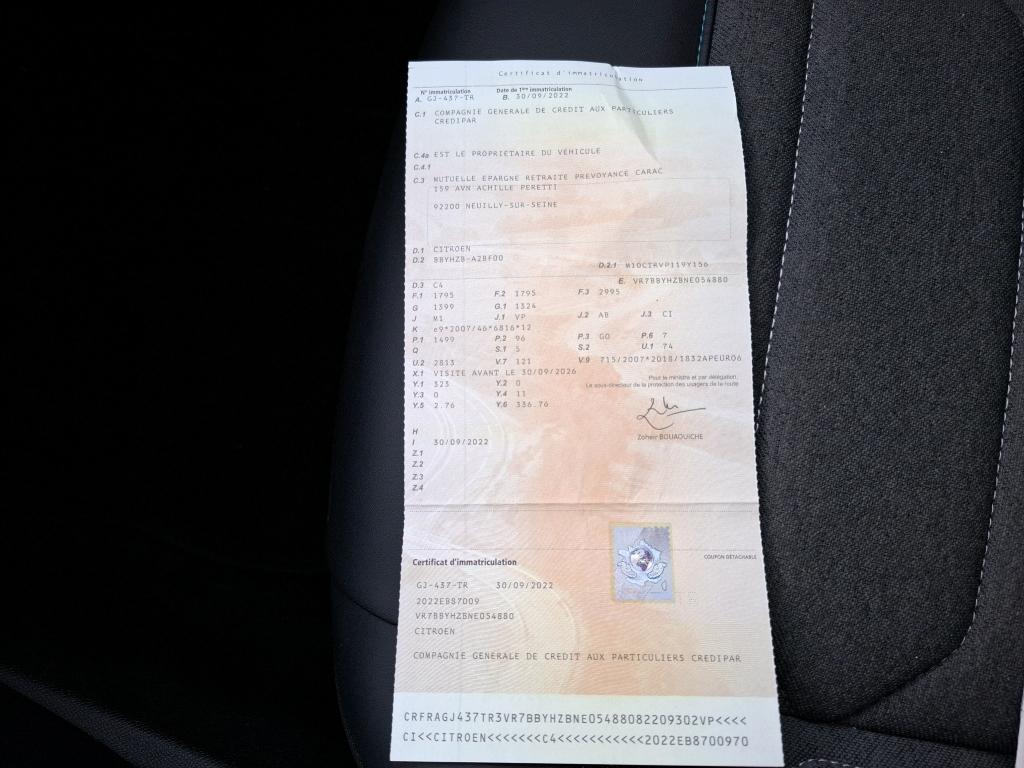 Certificat d'immatriculation
N° immatriculation Date de 1ère immatriculation
A. GJ-437-TR B. 30/09/2022
C.1 COMPAGNIE GENERALE DE CREDIT AUX PARTICULIERS
CREDIPAR
C.4a EST LE PROPRIETAIRE DU VEHICULE
C.4.1
C.3 MUTUELLE EPARGNE RETRAITE PREVOYANCE CARAC
159 AVN ACHILLE PERETTI
92200 NEUILLY-SUR-SEINE
D.1 CITROEN
D.2 BBYHZB-A2BF00 D.2.1 M10CTRVP119Y156
E. VR7BBYHZBNE054880
D.3 C4
F.1 1795 F.2 1795 F.3 2995
G 1399 G.1 1324
J M1 J.1 VP J.2 AB J.3 CI
K e9*2007/46*6816*12
P.1 1499 P.2 96 P.3 GO P.6 7
Q S.1 5 S.2 U.1 74
U.2 2813 V.7 121 V.9 715/2007*2018/1832APEURO6
X.1 VISITE AVANT LE 30/09/2026
Pour le ministre et par délégation,
Le sous-directeur de la protection des usagers de la route
Y.1 323 Y.2 0
Y.3 0 Y.4 11
Y.5 2.76 Y.6 336.76
Zoheir BOUAOUICHE
H
I 30/09/2022
Z.1
Z.2
Z.3
Z.4
COUPON DÉTACHABLE
Certificat d'immatriculation
GJ-437-TR 30/09/2022
2022EB87009
VR7BBYHZBNE054880
CITROEN
COMPAGNIE GENERALE DE CREDIT AUX PARTICULIERS CREDIPAR
CRFRAGJ437TR3VR7BBYHZBNE05488082209302VP<<<<
CI<<CITROEN<<<<<<<C4<<<<<<<<<<<2022EB8700970